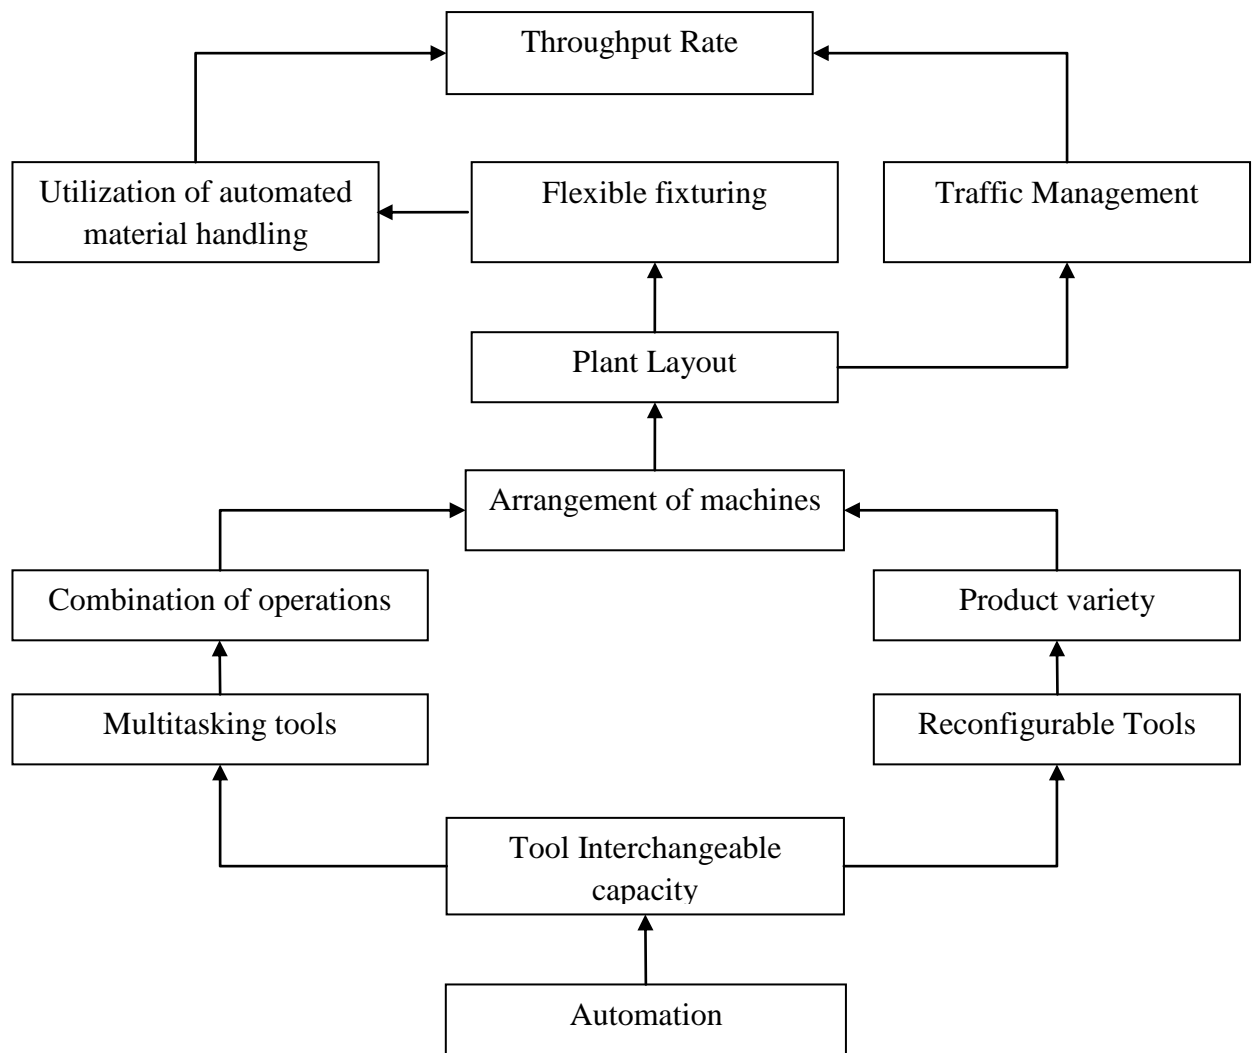 Throughput Rate
Utilization of automated
material handling
Flexible fixturing
Traffic Management
Plant Layout
Arrangement of machines
Combination of operations
Product variety
Multitasking tools
Reconfigurable Tools
Tool Interchangeable
capacity
Automation